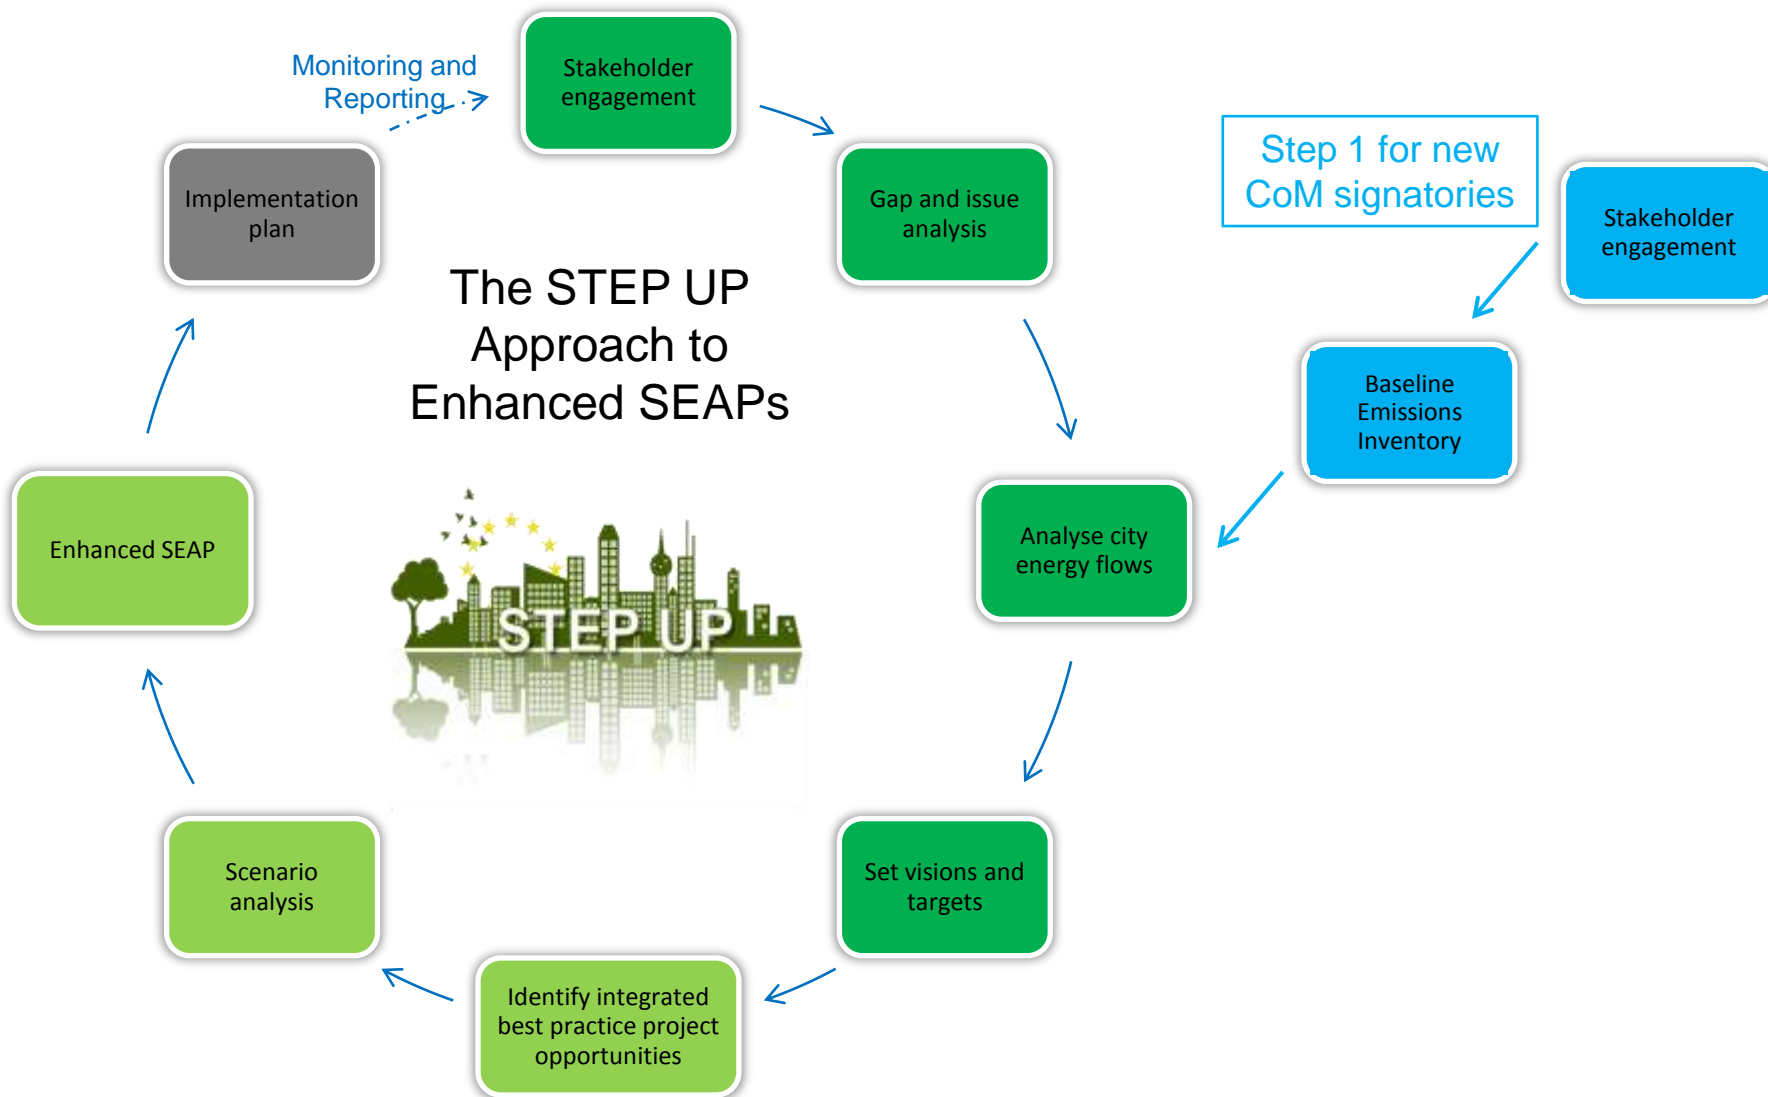 Monitoring and
Reporting
Stakeholder
engagement
Gap and issue
analysis
Step 1 for new
CoM signatories
Stakeholder
engagement
Implementation
plan
The STEP UP
Approach to
Enhanced SEAPs
Baseline
Emissions
Inventory
Enhanced SEAP
Analyse city
energy flows
STEP UP
Scenario
analysis
Set visions and
targets
Identify integrated
best practice project
opportunities